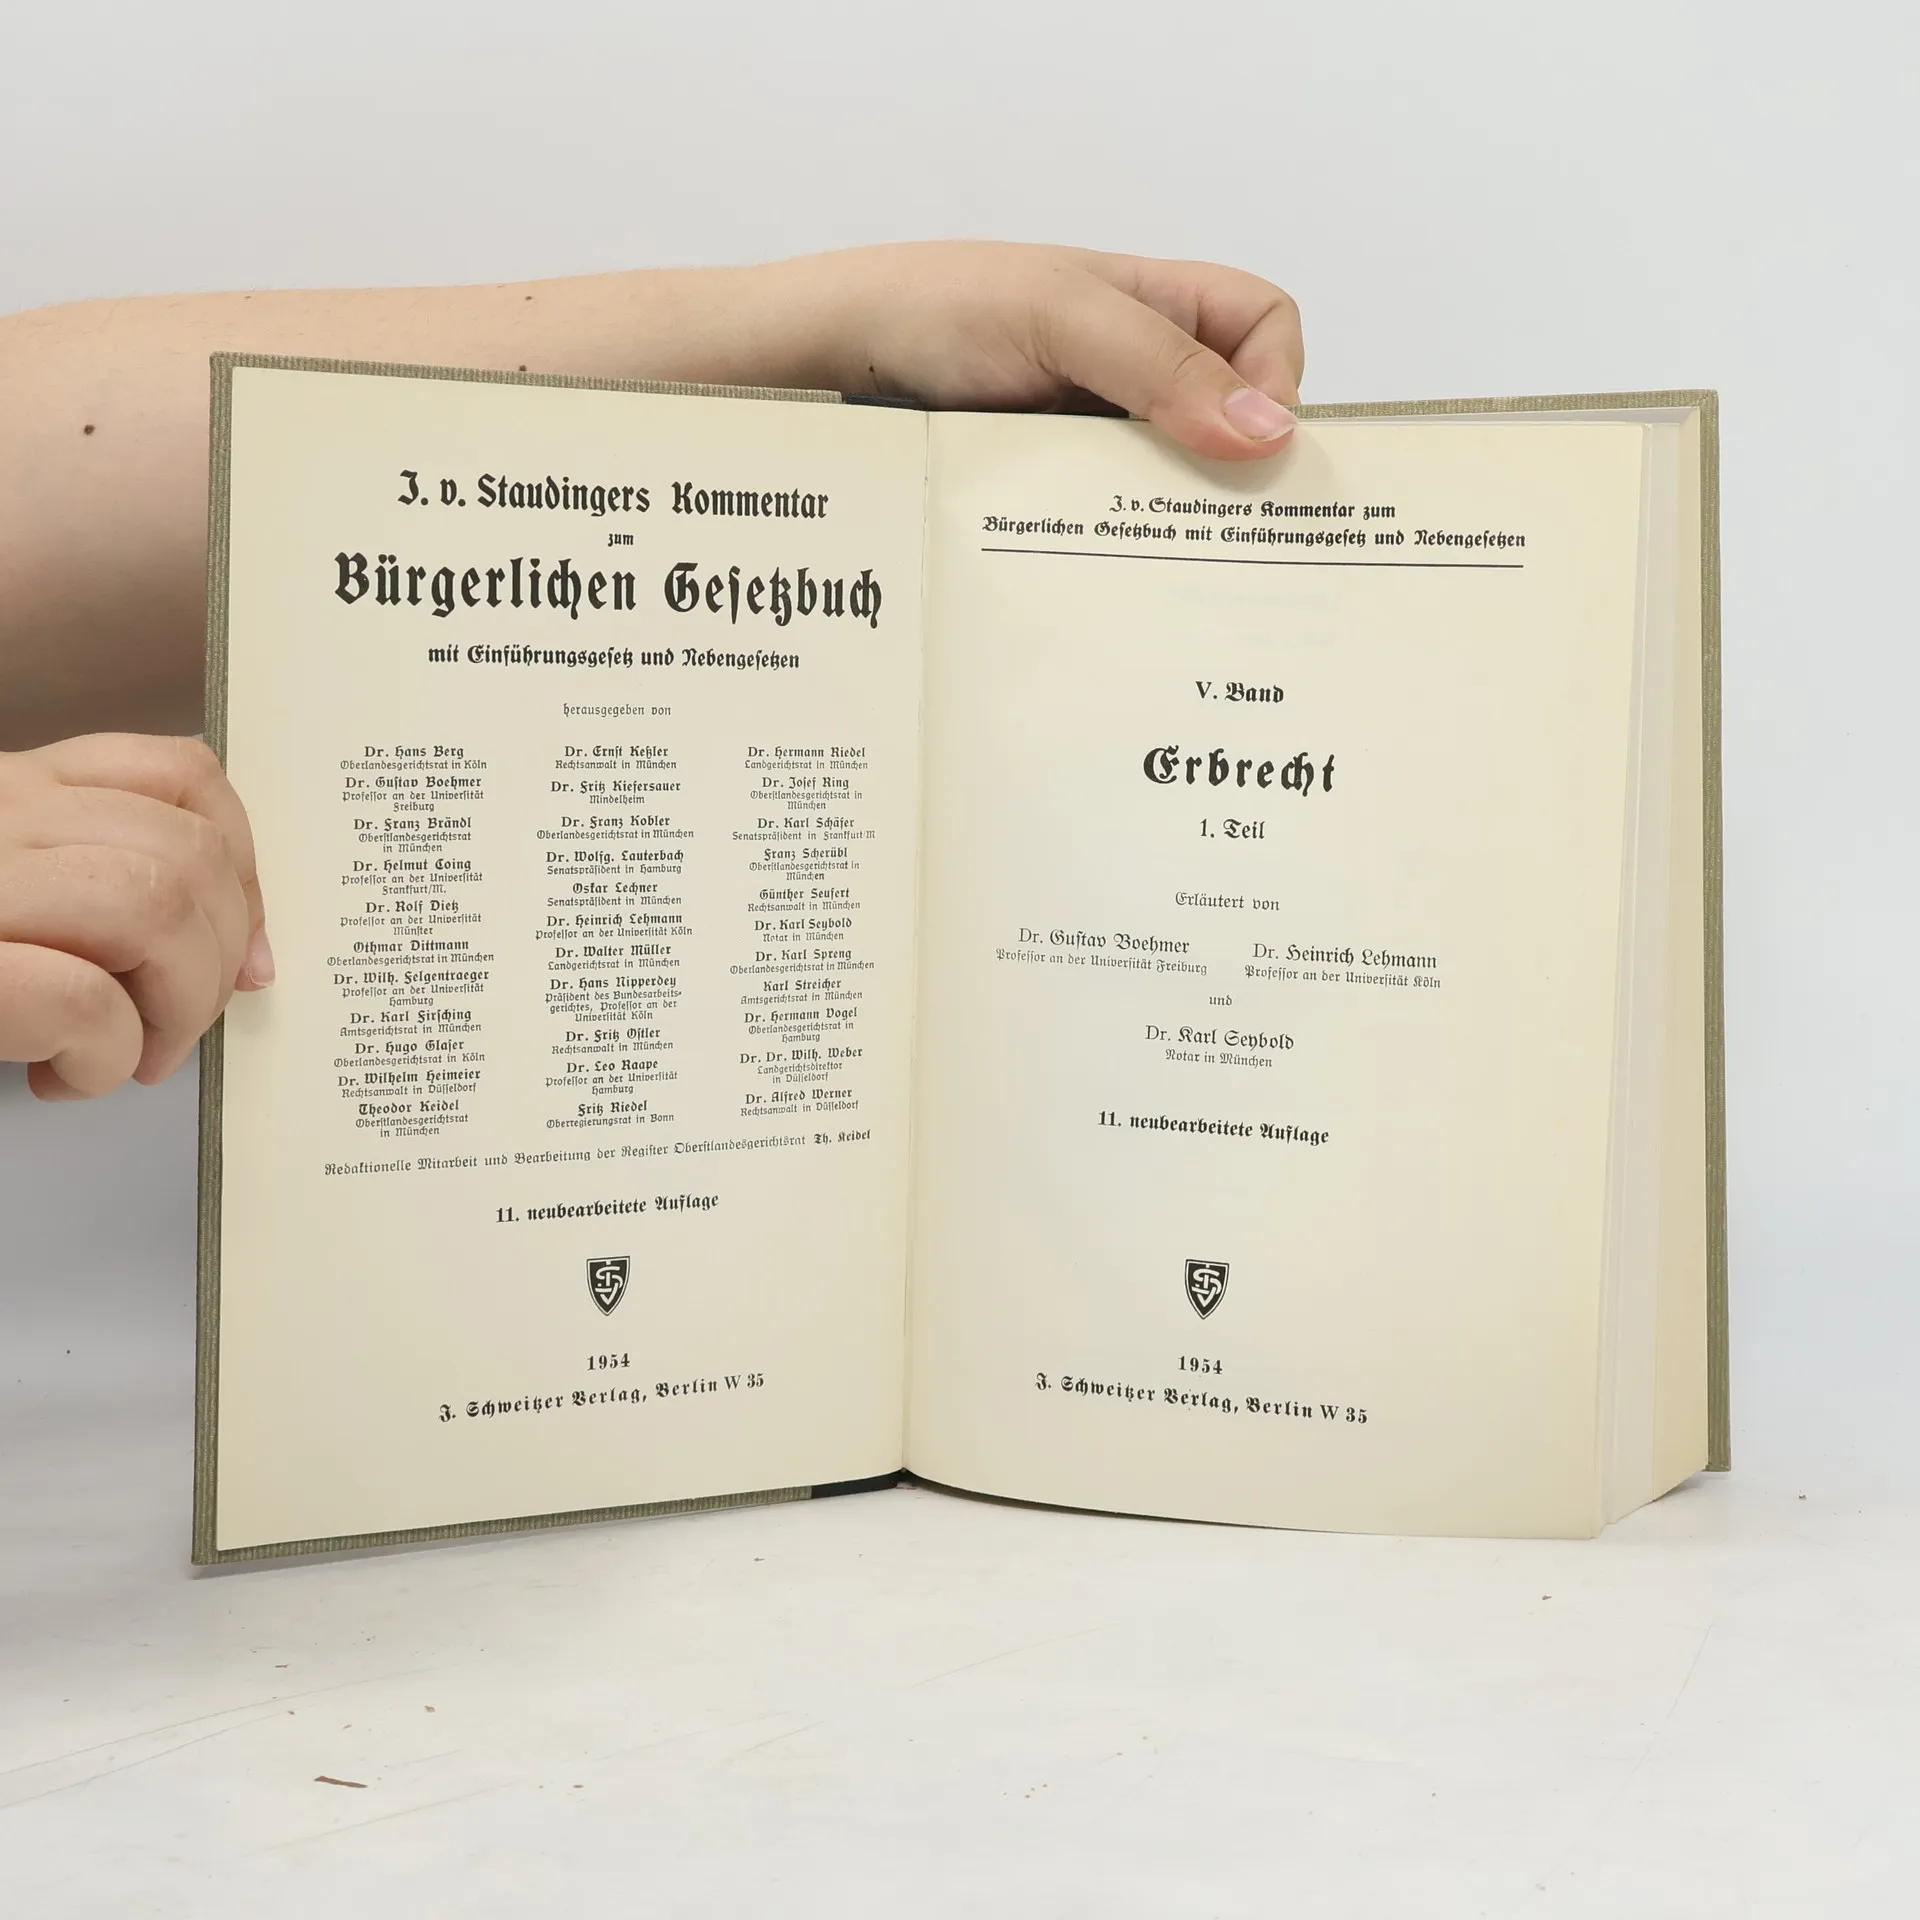 J. v. Staudingers Kommentar
zum
Bürgerlichen Gesetzbuch
mit Einführungsgesetz und Nebengesetzen
herausgegeben von
Dr. Hans Berg
Oberlandesgerichtsrat in Köln
Dr. Gustav Boehmer
Professor an der Universität
Freiburg
Dr. Franz Brändl
Oberstlandesgerichtsrat
in München
Dr. Helmut Coing
Professor an der Universität
Frankfurt/M.
Dr. Rolf Dietz
Professor an der Universität
Münster
Othmar Dittmann
Oberlandesgerichtsrat in München
Dr. Wilh. Felgentraeger
Professor an der Universität
Hamburg
Dr. Karl Firsching
Amtsgerichtsrat in München
Dr. Hugo Glaser
Oberlandesgerichtsrat in Köln
Dr. Wilhelm Heimeier
Rechtsanwalt in Düsseldorf
Theodor Keidel
Oberstlandesgerichtsrat
in München
Dr. Ernst Keßler
Rechtsanwalt in München
Dr. Fritz Kiefersauer
Mindelheim
Dr. Franz Kobler
Oberlandesgerichtsrat in München
Dr. Wolfg. Lauterbach
Senatspräsident in Hamburg
Oskar Lechner
Senatspräsident in München
Dr. Heinrich Lehmann
Professor an der Universität Köln
Dr. Walter Müller
Landgerichtsrat in München
Dr. Hans Nipperdey
Präsident des Bundesarbeits-
gerichtes, Professor an der
Universität Köln
Dr. Fritz Ostler
Rechtsanwalt in München
Dr. Leo Raape
Professor an der Universität
Hamburg
Fritz Riedel
Oberregierungsrat in Bonn
Dr. Hermann Riedel
Landgerichtsrat in München
Dr. Josef Ring
Oberstlandesgerichtsrat in
München
Dr. Karl Schäfer
Senatspräsident in Frankfurt/M
Franz Scherübl
Oberstlandesgerichtsrat in
München
Günther Seufert
Rechtsanwalt in München
Dr. Karl Seybold
Notar in München
Dr. Karl Spreng
Oberlandesgerichtsrat in München
Karl Streicher
Amtsgerichtsrat in München
Dr. Hermann Vogel
Oberlandesgerichtsrat in
Hamburg
Dr. Dr. Wilh. Weber
Landgerichtsdirektor
in Düsseldorf
Dr. Alfred Werner
Rechtsanwalt in Düsseldorf
Redaktionelle Mitarbeit und Bearbeitung der Register Oberstlandesgerichtsrat Th. Keidel
11. neubearbeitete Auflage
1954
J. Schweitzer Verlag, Berlin W 35
J. v. Staudingers Kommentar zum
Bürgerlichen Gesetzbuch mit Einführungsgesetz und Nebengesetzen
V. Band
Erbrecht
1. Teil
Erläutert von
Dr. Gustav Boehmer
Professor an der Universität Freiburg
Dr. Heinrich Lehmann
Professor an der Universität Köln
und
Dr. Karl Seybold
Notar in München
11. neubearbeitete Auflage
1954
J. Schweitzer Verlag, Berlin W 35